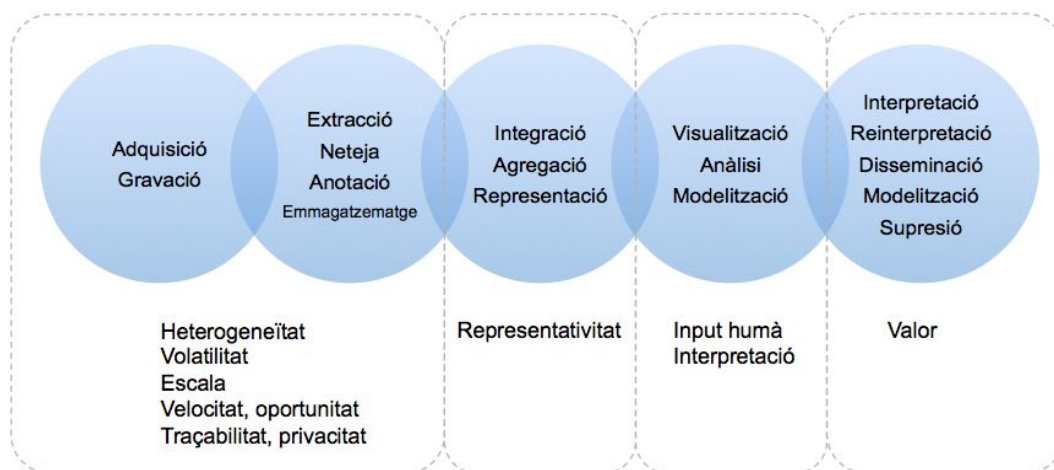 Adquisició
Gravació
Extracció
Neteja
Anotació
Emmagatzematge
Integració
Agregació
Representació
Visualització
Anàlisi
Modelització
Interpretació
Reinterpretació
Disseminació
Modelització
Supresió
Heterogeneïtat
Volatilitat
Escala
Velocitat, oportunitat
Traçabilitat, privacitat
Representativitat
Input humà
Interpretació
Valor